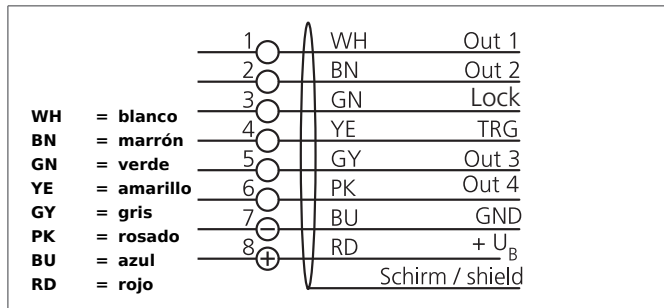 1 WH Out 1
2 BN Out 2
3 GN Lock
4 YE TRG
5 GY Out 3
6 PK Out 4
7 BU GND
8 RD + U_B
Schirm / shield
WH = blanco
BN = marrón
GN = verde
YE = amarillo
GY = gris
PK = rosado
BU = azul
RD = rojo